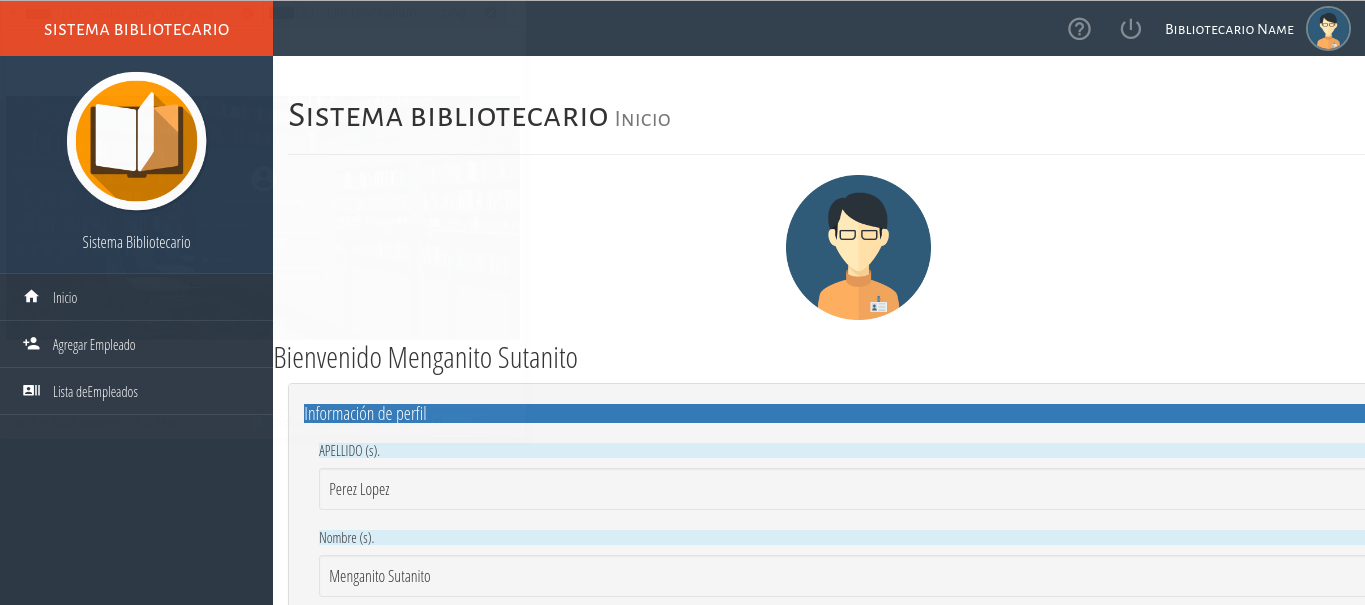 SISTEMA BIBLIOTECARIO
Bibliotecario Name
Sistema Bibliotecario
Inicio
Agregar Empleado
Lista deEmpleados
Sistema bibliotecario Inicio
Bienvenido Menganito Sutanito
Información de perfil
APELLIDO (s).
Perez Lopez
Nombre (s).
Menganito Sutanito